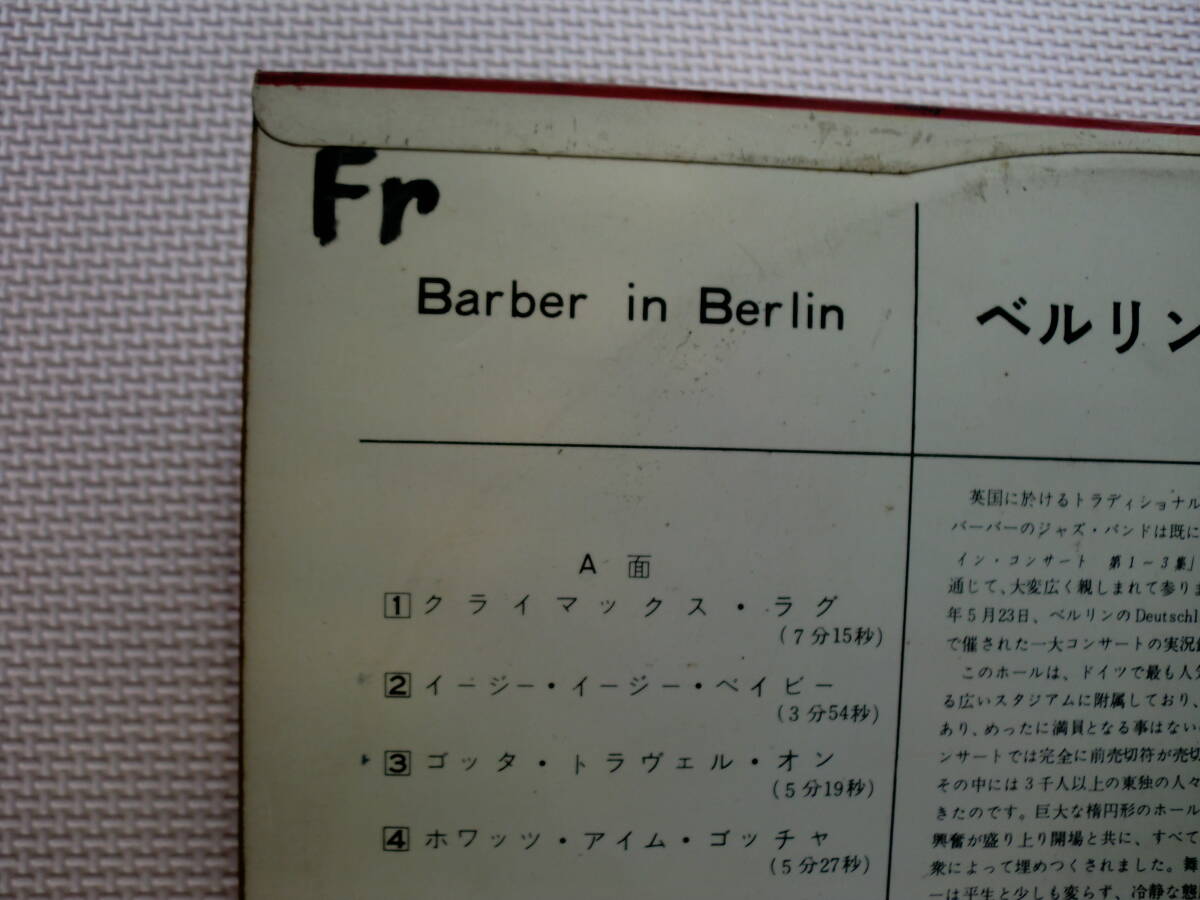 Fr
Barber in Berlin
ベルリン
A 面
1 クライマックス・ラグ
(7分15秒)
2 イージー・イージー・ベイビー
(3分54秒)
3 ゴッタ・トラヴェル・オン
(5分19秒)
4 ホワッツ・アイム・ゴッチャ
(5分27秒)
英国に於けるトラディショナル
バーバーのジャズ・バンドは既に
イン・コンサート 第1～3集」
通じて、大変広く親しまれて参りま
年5月23日、ベルリンのDeutschl
で催された一大コンサートの実況
このホールは、ドイツで最も人
る広いスタジアムに附属しており、
あり、めったに満員となる事はない
ンサートでは完全に前売切符が売切
その中には3千人以上の東独の人々
きたのです。巨大な楕円形のホール
興奮が盛り上り開場と共に、すべて
衆によって埋めつくされました。舞
ーは平生と少しも変らず、冷静な態